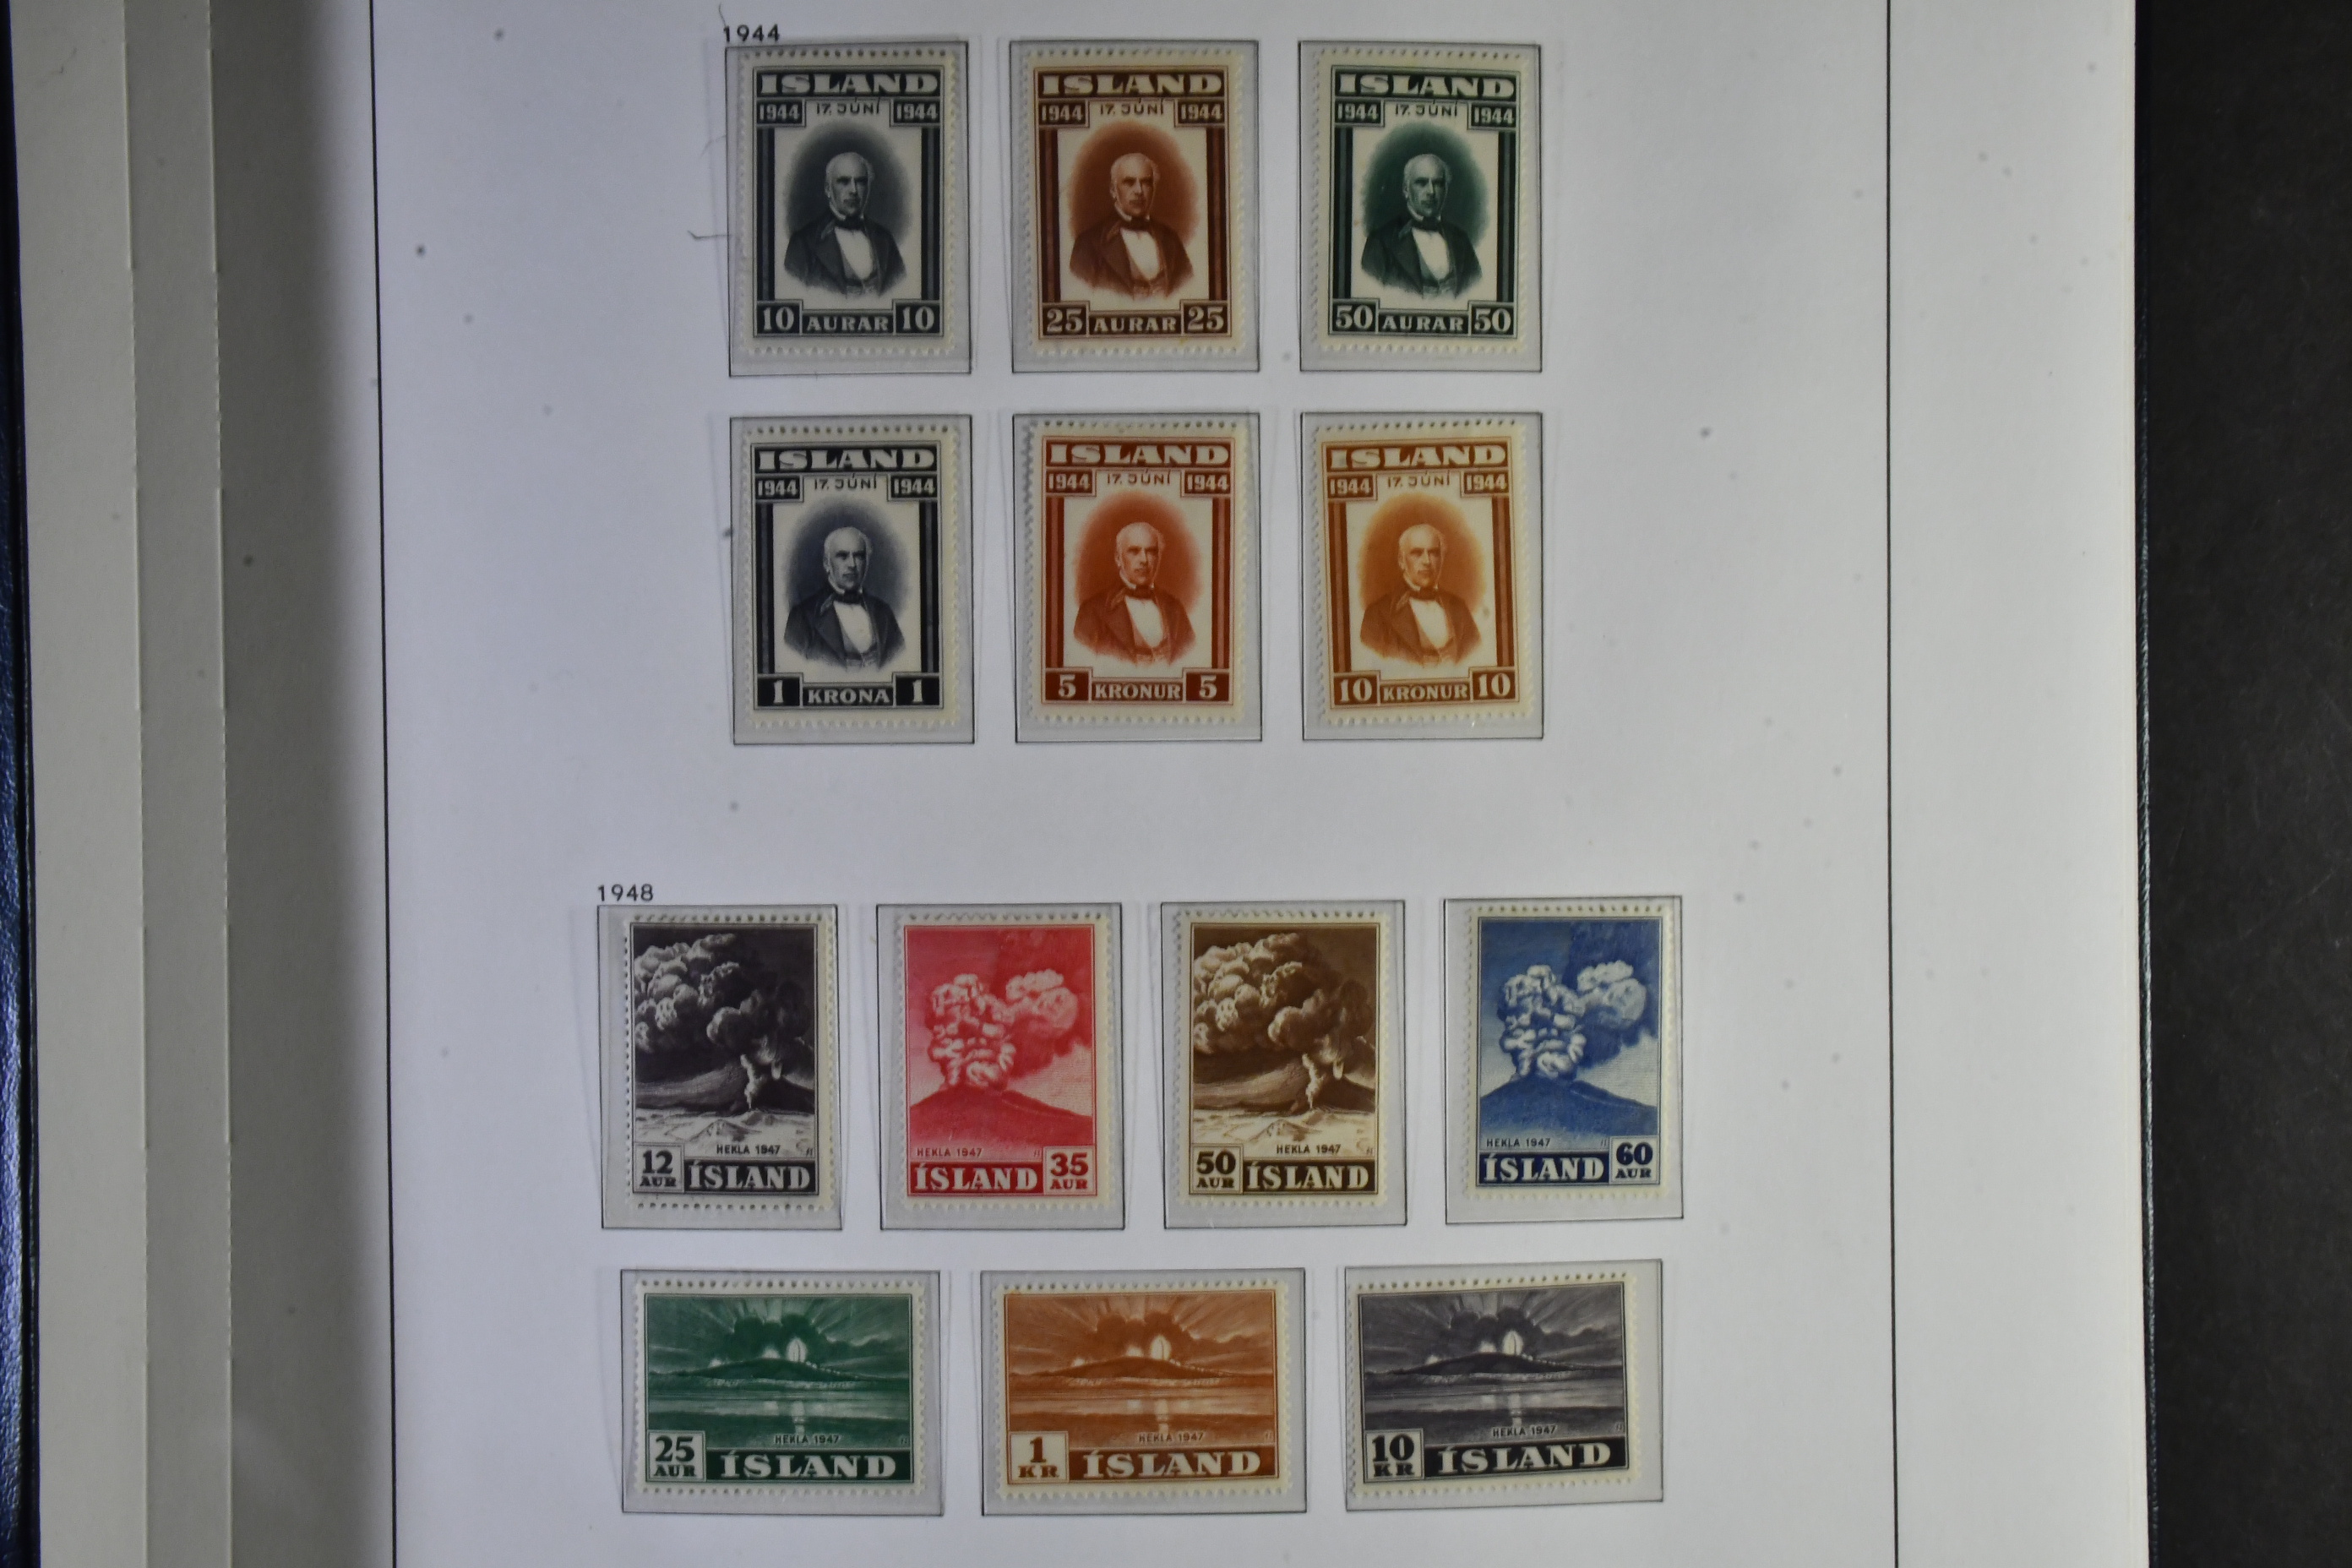 1944
ISLAND
1944 17. JÚNÍ 1944
10 AURAR 10
ISLAND
1944 17. JÚNÍ 1944
25 AURAR 25
ISLAND
1944 17. JÚNÍ 1944
50 AURAR 50
ISLAND
1944 17. JÚNÍ 1944
1 KRONA 1
ISLAND
1944 17. JÚNÍ 1944
5 KRONUR 5
ISLAND
1944 17. JÚNÍ 1944
10 KRONUR 10
1948
HEKLA 1947
12 AUR ÍSLAND
HEKLA 1947
ÍSLAND 35 AUR
HEKLA 1947
50 AUR ÍSLAND
HEKLA 1947
ÍSLAND 60 AUR
HEKLA 1947
25 AUR ÍSLAND
HEKLA 1947
1 KR ÍSLAND
HEKLA 1947
10 KR ÍSLAND